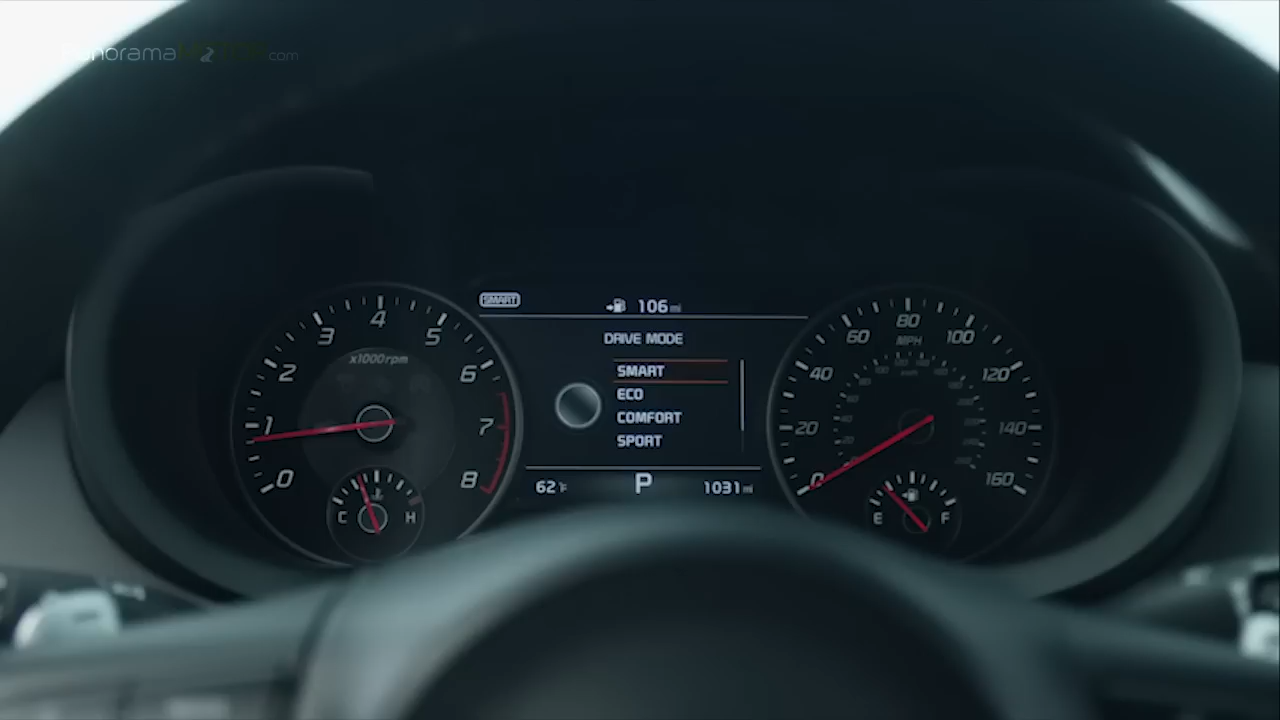 PanoramaMOTOR.com
SMART
106 mi
DRIVE MODE
SMART
ECO
COMFORT
SPORT
62°F
P
1031 mi
0 1 2 3 4 5 6 7 8
x1000rpm
C H
0 20 40 60 80 100 120 140 160
MPH
E F